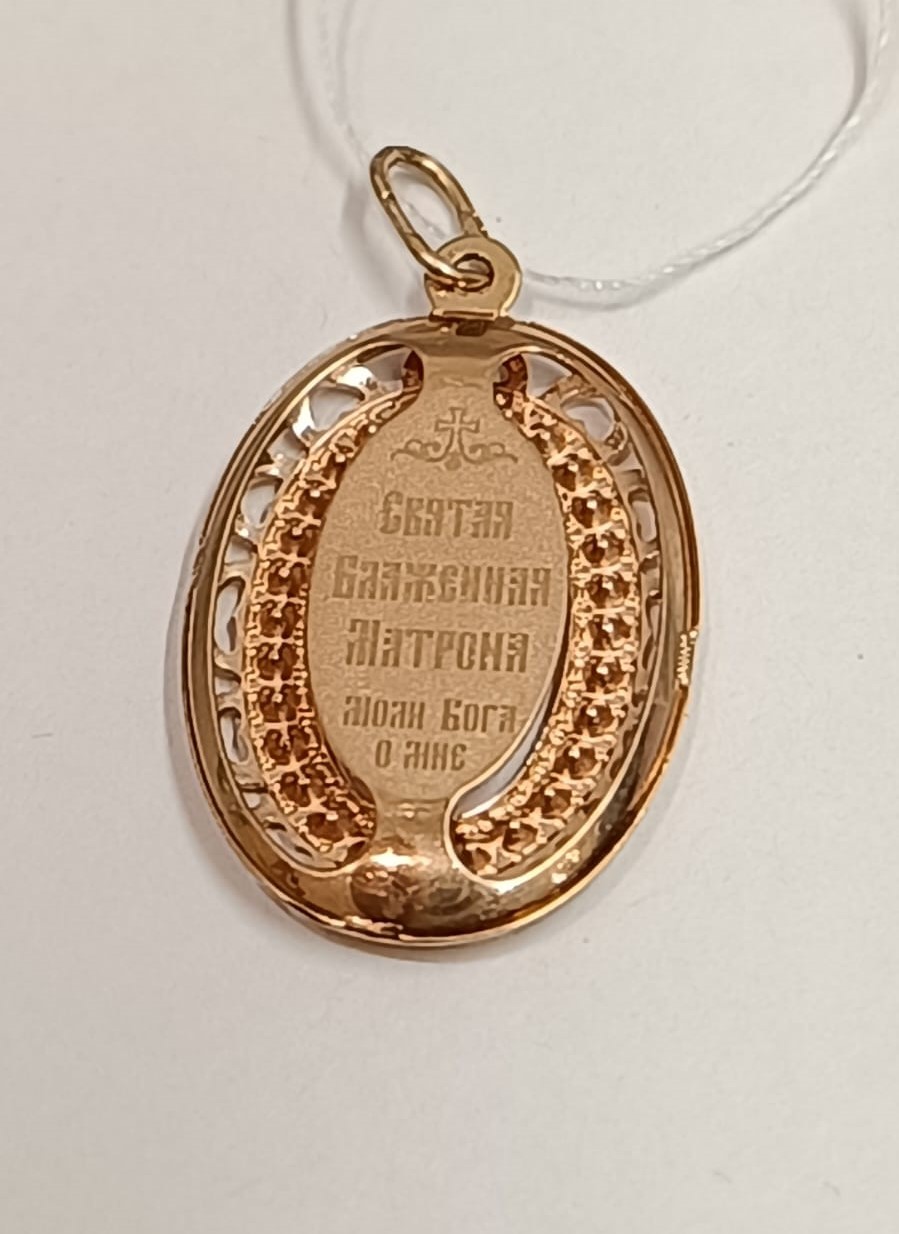 Святая
Блаженная
Матрона
моли Бога
о мне